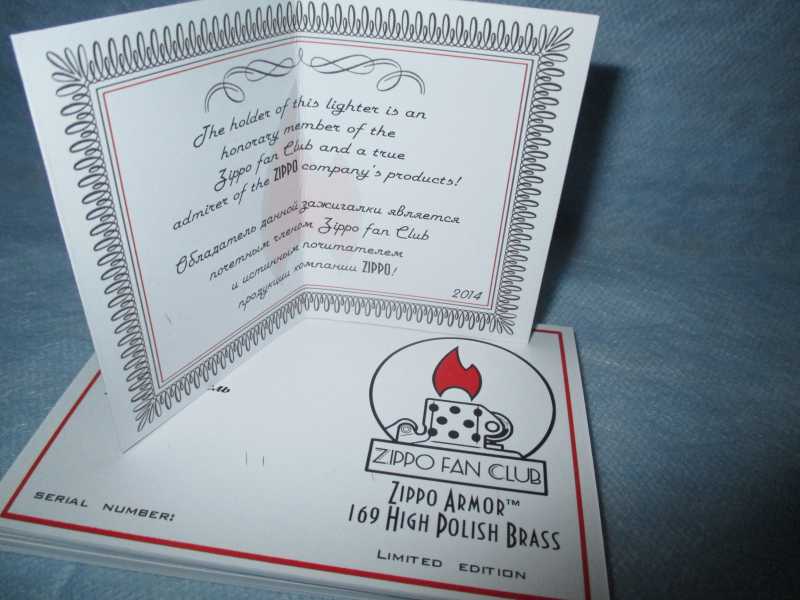 The holder of this lighter is an
honorary member of the
Zippo fan Club and a true
admirer of the ZIPPO company's products!
Обладатель данной зажигалки является
почетным членом Zippo fan Club
и истинным почитателем
продукции компании ZIPPO!
2014
ZIPPO FAN CLUB
ZIPPO ARMOR™
169 HIGH POLISH BRASS
LIMITED EDITION
SERIAL NUMBER: